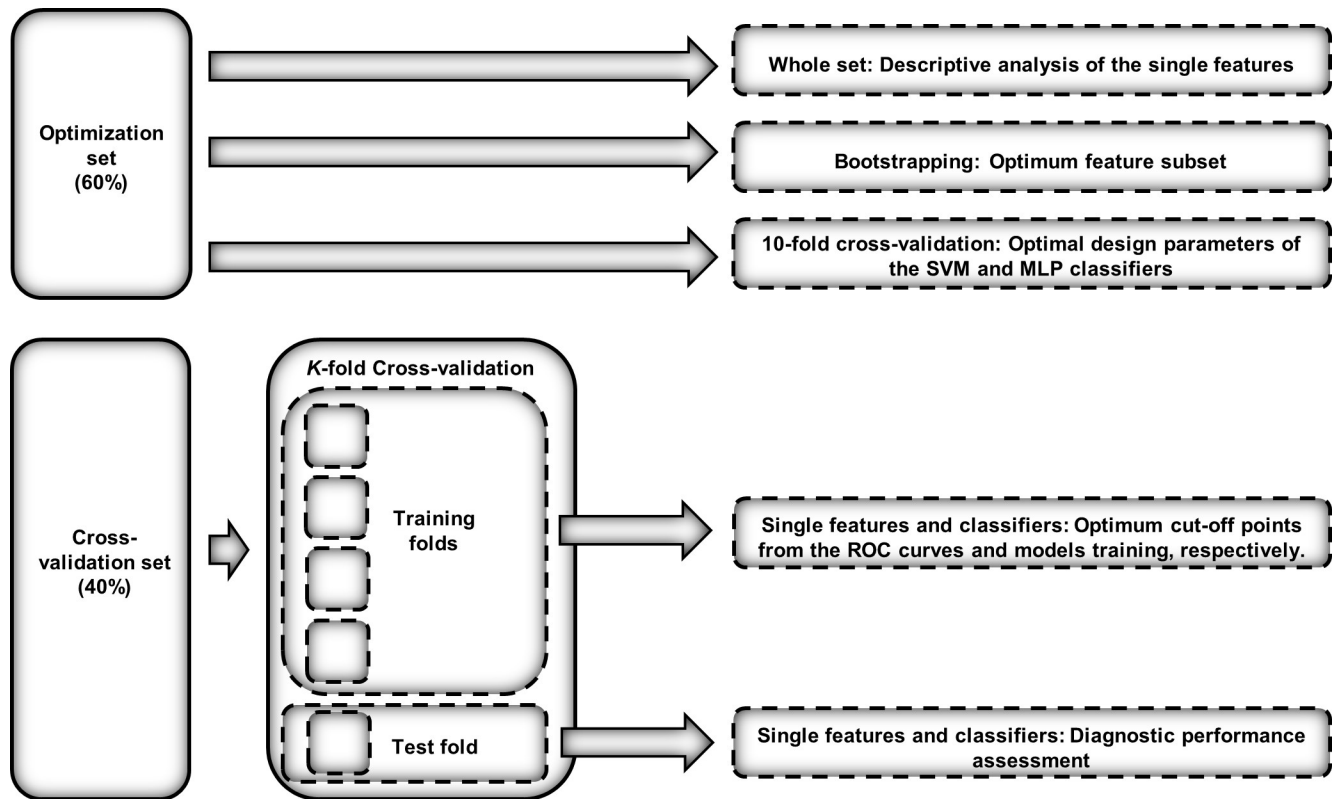 Optimization
set
(60%)
Whole set: Descriptive analysis of the single features
Bootstrapping: Optimum feature subset
10-fold cross-validation: Optimal design parameters of
the SVM and MLP classifiers
Cross-
validation set
(40%)
K-fold Cross-validation
Training
folds
Test fold
Single features and classifiers: Optimum cut-off points
from the ROC curves and models training, respectively.
Single features and classifiers: Diagnostic performance
assessment